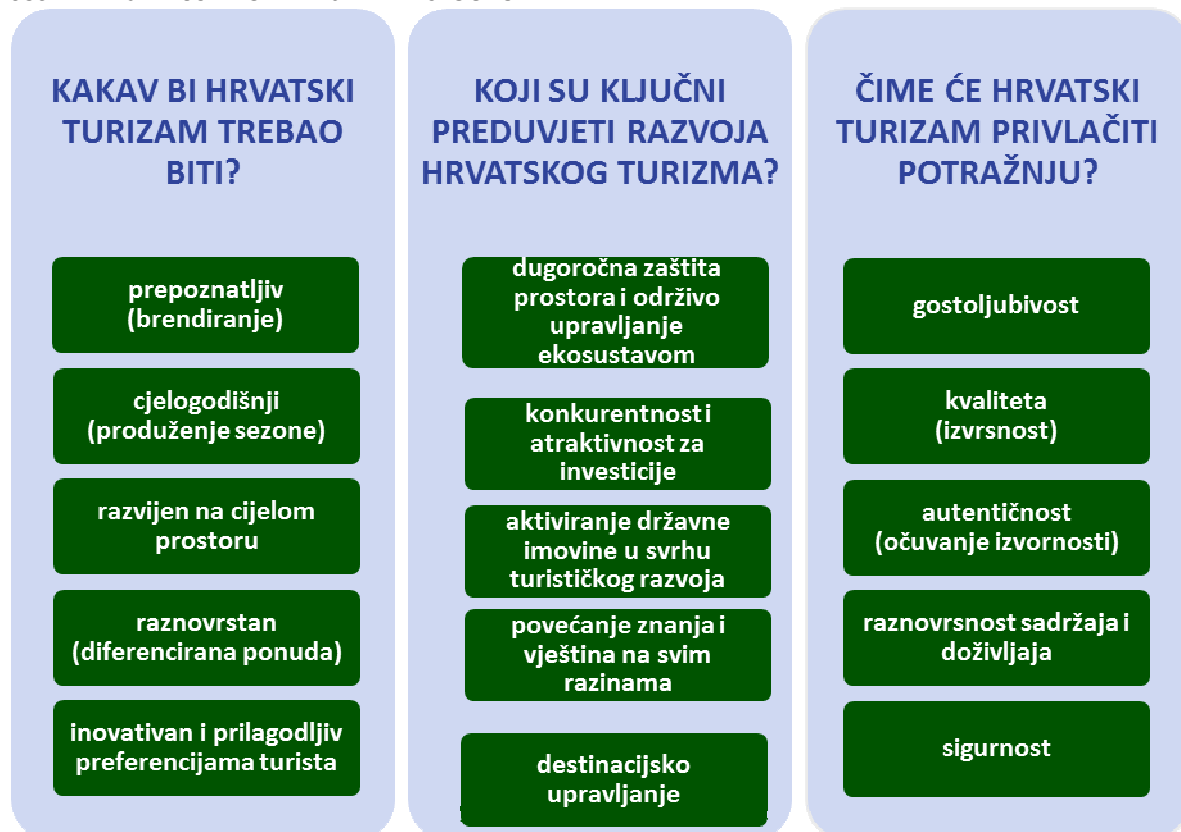 KAKAV BI HRVATSKI
TURIZAM TREBAO
BITI?
prepoznatljiv
(brendiranje)
cjelogodišnji
(produženje sezone)
razvijen na cijelom
prostoru
raznovrstan
(diferencirana ponuda)
inovativan i prilagodljiv
preferencijama turista
KOJI SU KLJUČNI
PREDUVJETI RAZVOJA
HRVATSKOG TURIZMA?
dugoročna zaštita
prostora i održivo
upravljanje
ekosustavom
konkurentnost i
atraktivnost za
investicije
aktiviranje državne
imovine u svrhu
turističkog razvoja
povećanje znanja i
vještina na svim
razinama
destinacijsko
upravljanje
ČIME ĆE HRVATSKI
TURIZAM PRIVLAČITI
POTRAŽNJU?
gostoljubivost
kvaliteta
(izvrsnost)
autentičnost
(očuvanje izvornosti)
raznovrsnost sadržaja i
doživljaja
sigurnost